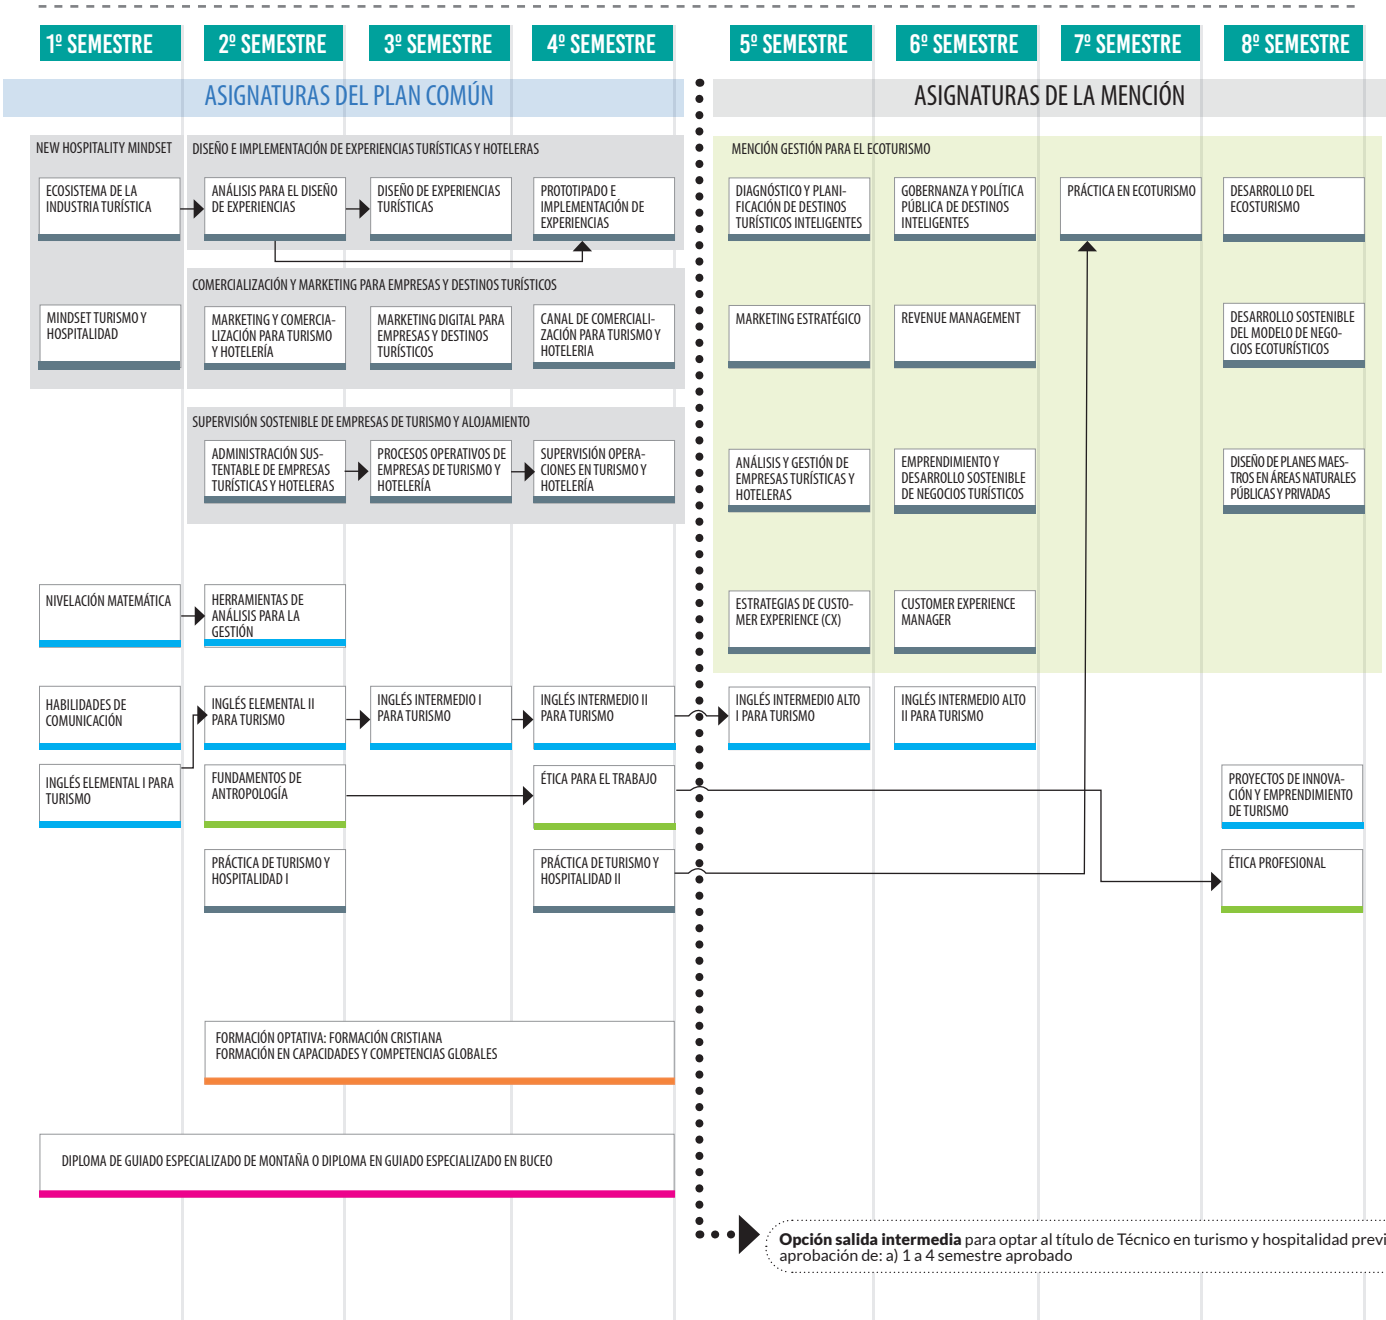 1º SEMESTRE
2º SEMESTRE
3º SEMESTRE
4º SEMESTRE
5º SEMESTRE
6º SEMESTRE
7º SEMESTRE
8º SEMESTRE
ASIGNATURAS DEL PLAN COMÚN
ASIGNATURAS DE LA MENCIÓN
NEW HOSPITALITY MINDSET
DISEÑO E IMPLEMENTACIÓN DE EXPERIENCIAS TURÍSTICAS Y HOTELERAS
MENCIÓN GESTIÓN PARA EL ECOTURISMO
ECOSISTEMA DE LA
INDUSTRIA TURÍSTICA
ANÁLISIS PARA EL DISEÑO
DE EXPERIENCIAS
DISEÑO DE EXPERIENCIAS
TURÍSTICAS
PROTOTIPADO E
IMPLEMENTACIÓN DE
EXPERIENCIAS
DIAGNÓSTICO Y PLANI-
FICACIÓN DE DESTINOS
TURÍSTICOS INTELIGENTES
GOBERNANZA Y POLÍTICA
PÚBLICA DE DESTINOS
INTELIGENTES
PRÁCTICA EN ECOTURISMO
DESARROLLO DEL
ECOSTURISMO
COMERCIALIZACIÓN Y MARKETING PARA EMPRESAS Y DESTINOS TURÍSTICOS
MINDSET TURISMO Y
HOSPITALIDAD
MARKETING Y COMERCIA-
LIZACIÓN PARA TURISMO
Y HOTELERÍA
MARKETING DIGITAL PARA
EMPRESAS Y DESTINOS
TURÍSTICOS
CANAL DE COMERCIALI-
ZACIÓN PARA TURISMO Y
HOTELERIA
MARKETING ESTRATÉGICO
REVENUE MANAGEMENT
DESARROLLO SOSTENIBLE
DEL MODELO DE NEGO-
CIOS ECOTURÍSTICOS
SUPERVISIÓN SOSTENIBLE DE EMPRESAS DE TURISMO Y ALOJAMIENTO
ADMINISTRACIÓN SUS-
TENTABLE DE EMPRESAS
TURÍSTICAS Y HOTELERAS
PROCESOS OPERATIVOS DE
EMPRESAS DE TURISMO Y
HOTELERÍA
SUPERVISIÓN OPERA-
CIONES EN TURISMO Y
HOTELERÍA
ANÁLISIS Y GESTIÓN DE
EMPRESAS TURÍSTICAS Y
HOTELERAS
EMPRENDIMIENTO Y
DESARROLLO SOSTENIBLE
DE NEGOCIOS TURÍSTICOS
DISEÑO DE PLANES MAES-
TROS EN ÁREAS NATURALES
PÚBLICAS Y PRIVADAS
NIVELACIÓN MATEMÁTICA
HERRAMIENTAS DE
ANÁLISIS PARA LA
GESTIÓN
ESTRATEGIAS DE CUSTO-
MER EXPERIENCE (CX)
CUSTOMER EXPERIENCE
MANAGER
HABILIDADES DE
COMUNICACIÓN
INGLÉS ELEMENTAL II
PARA TURISMO
INGLÉS INTERMEDIO I
PARA TURISMO
INGLÉS INTERMEDIO II
PARA TURISMO
INGLÉS INTERMEDIO ALTO
I PARA TURISMO
INGLÉS INTERMEDIO ALTO
II PARA TURISMO
INGLÉS ELEMENTAL I PARA
TURISMO
FUNDAMENTOS DE
ANTROPOLOGÍA
ÉTICA PARA EL TRABAJO
PROYECTOS DE INNOVA-
CIÓN Y EMPRENDIMIENTO
DE TURISMO
PRÁCTICA DE TURISMO Y
HOSPITALIDAD I
PRÁCTICA DE TURISMO Y
HOSPITALIDAD II
ÉTICA PROFESIONAL
FORMACIÓN OPTATIVA: FORMACIÓN CRISTIANA
FORMACIÓN EN CAPACIDADES Y COMPETENCIAS GLOBALES
DIPLOMA DE GUIADO ESPECIALIZADO DE MONTAÑA O DIPLOMA EN GUIADO ESPECIALIZADO EN BUCEO
Opción salida intermedia para optar al título de Técnico en turismo y hospitalidad previ
aprobación de: a) 1 a 4 semestre aprobado